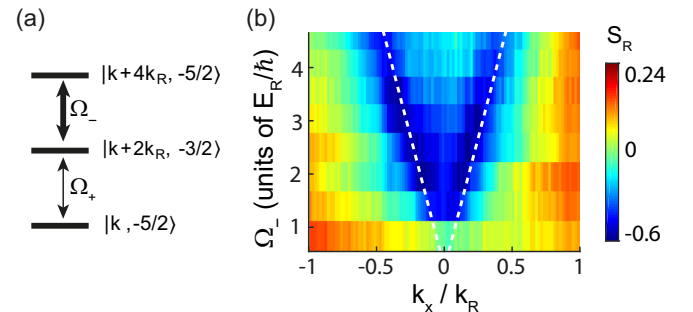 (a)
|k+4k_R, -5/2⟩
Ω_-
|k+2k_R, -3/2⟩
Ω_+
|k , -5/2⟩
(b)
Ω_- (units of E_R/ℏ)
4
3
2
1
-1
-0.5
0
0.5
1
k_x / k_R
S_R
0.24
0
-0.6